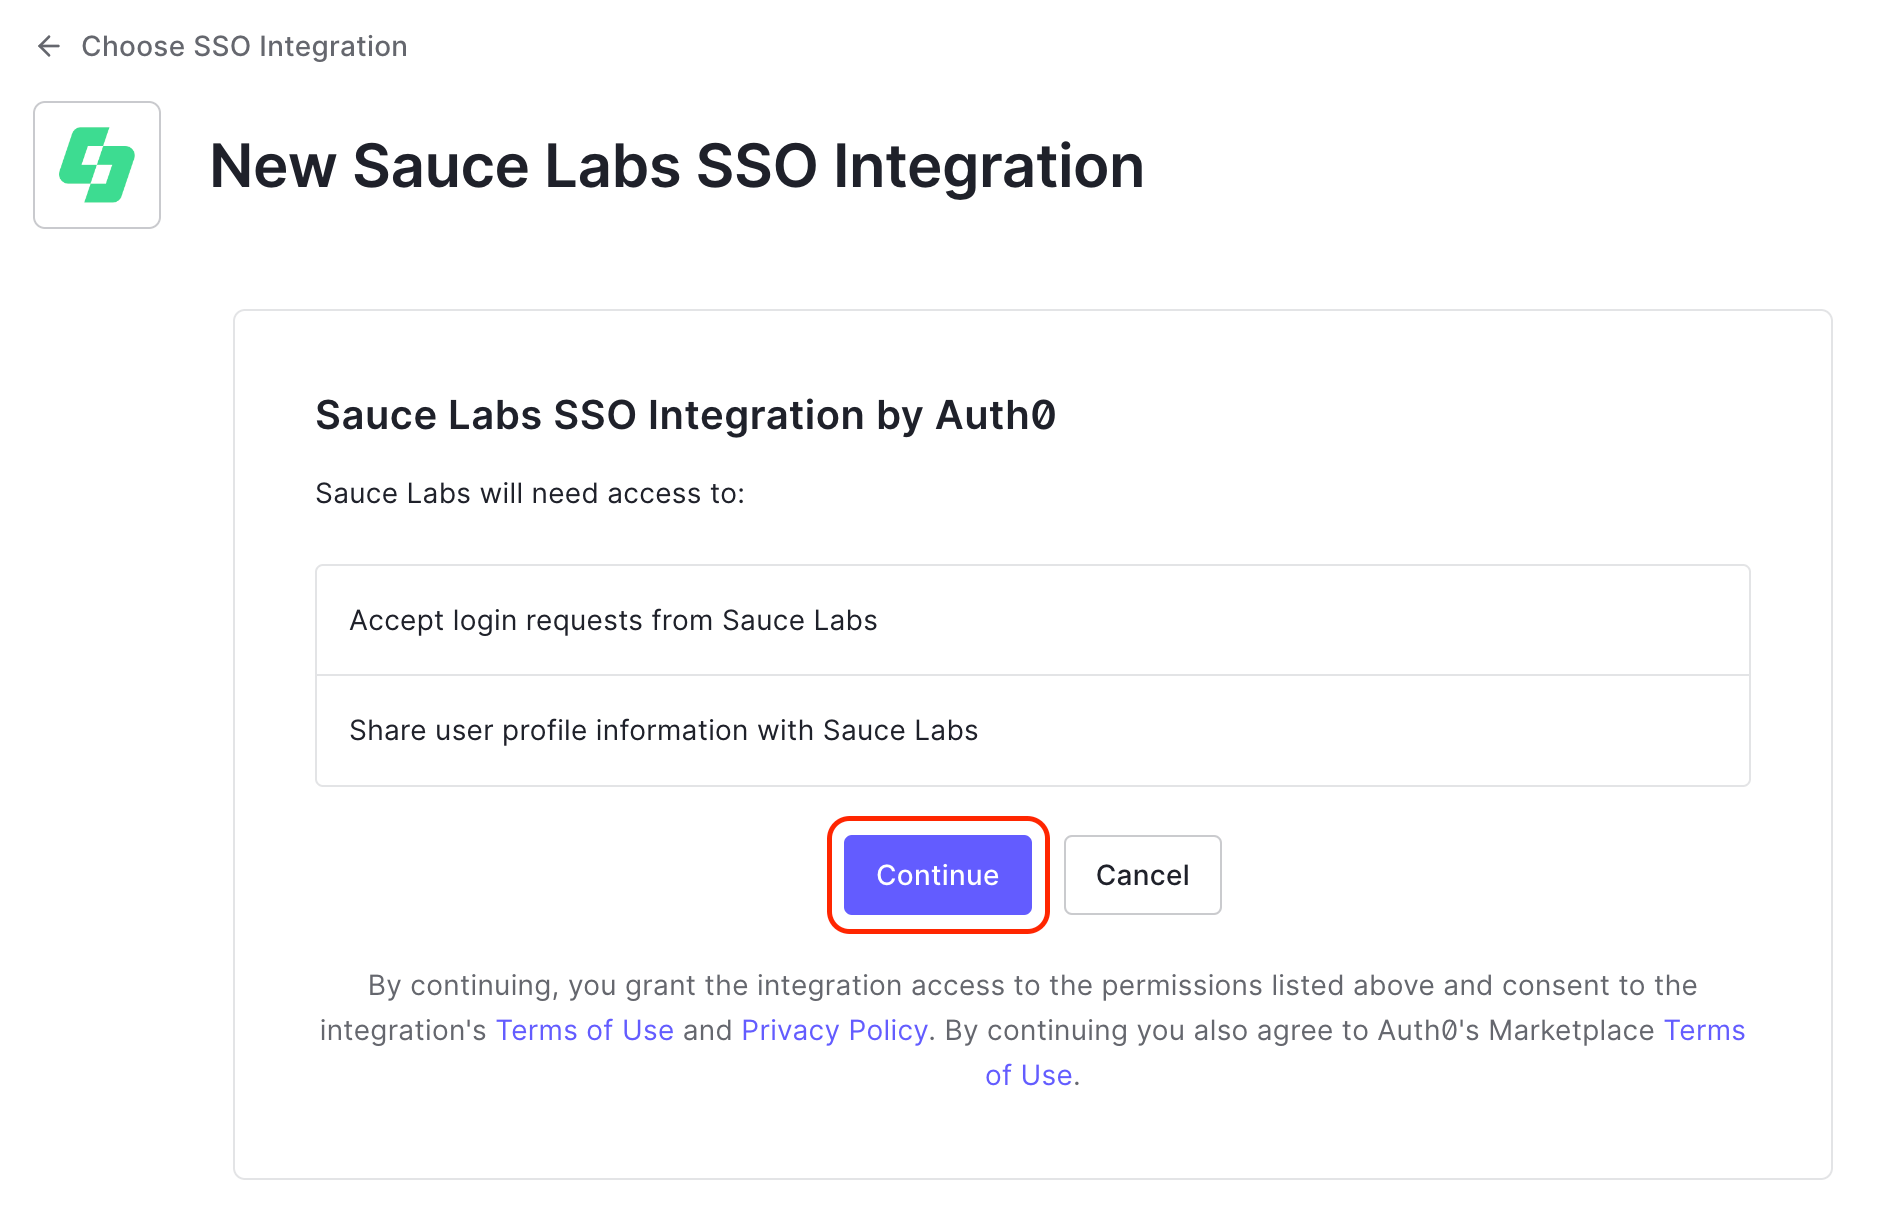 Choose SSO Integration
New Sauce Labs SSO Integration
Sauce Labs SSO Integration by Auth0
Sauce Labs will need access to:
Accept login requests from Sauce Labs
Share user profile information with Sauce Labs
Continue
Cancel
By continuing, you grant the integration access to the permissions listed above and consent to the
integration's Terms of Use and Privacy Policy. By continuing you also agree to Auth0's Marketplace Terms
of Use.